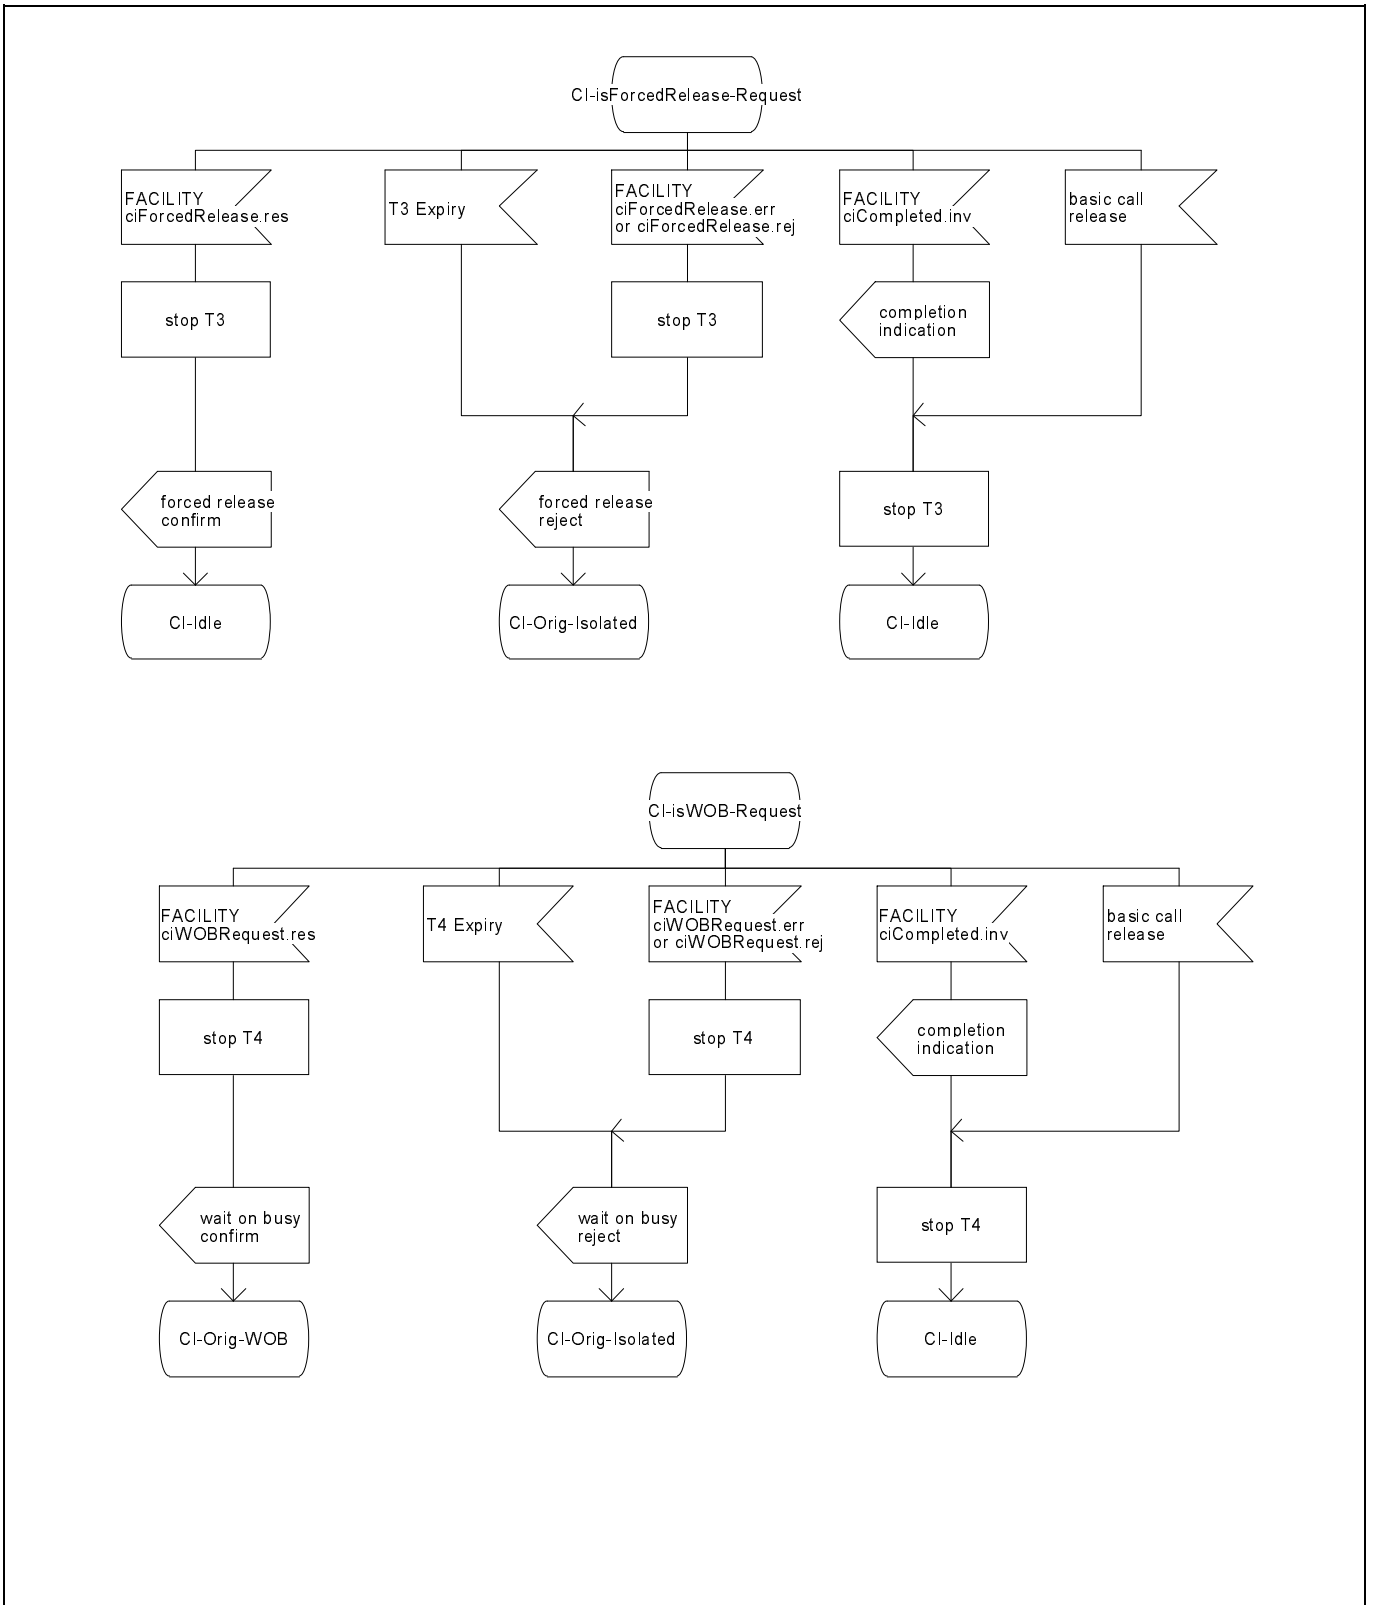 CI-isForcedRelease-Request
FACILITY
ciForcedRelease.res
T3 Expiry
FACILITY
ciForcedRelease.err
or ciForcedRelease.rej
FACILITY
ciCompleted.inv
basic call
release
stop T3
stop T3
completion
indication
forced release
confirm
forced release
reject
stop T3
CI-Idle
CI-Orig-Isolated
CI-Idle
CI-isWOB-Request
FACILITY
ciWOBRequest.res
T4 Expiry
FACILITY
ciWOBRequest.err
or ciWOBRequest.rej
FACILITY
ciCompleted.inv
basic call
release
stop T4
stop T4
completion
indication
wait on busy
confirm
wait on busy
reject
stop T4
CI-Orig-WOB
CI-Orig-Isolated
CI-Idle